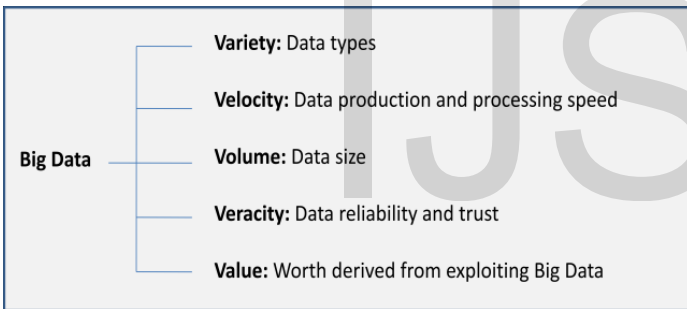 Variety: Data types
Velocity: Data production and processing speed
Big Data
Volume: Data size
Veracity: Data reliability and trust
Value: Worth derived from exploiting Big Data
IJS